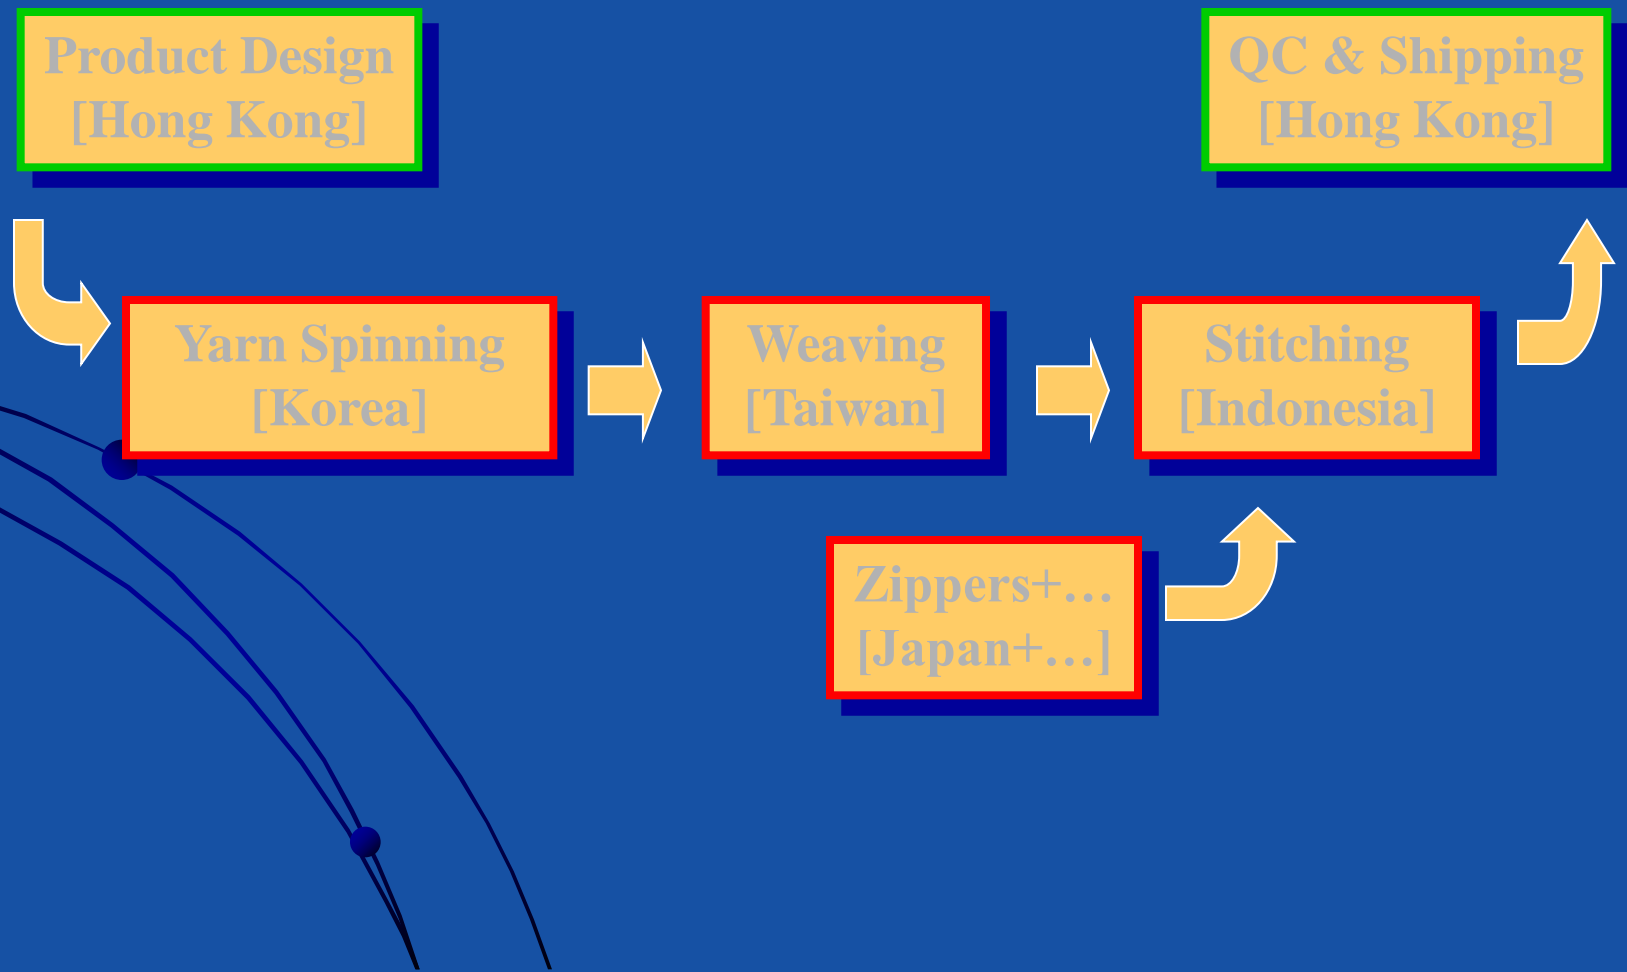 Product Design
[Hong Kong]
QC & Shipping
[Hong Kong]
Yarn Spinning
[Korea]
Weaving
[Taiwan]
Stitching
[Indonesia]
Zippers+…
[Japan+…]